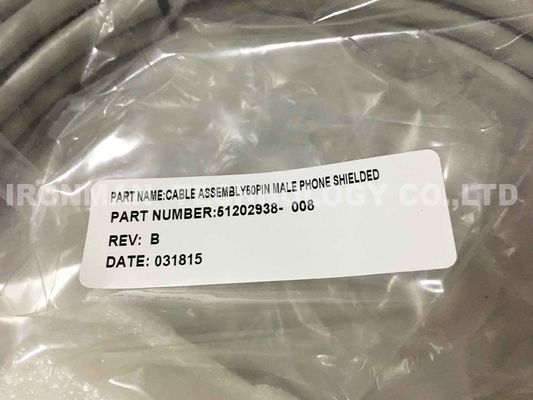 PART NAME:CABLE ASSEMBLY50PIN MALE PHONE SHIELDED
PART NUMBER:51202938- 008
REV: B
DATE: 031815